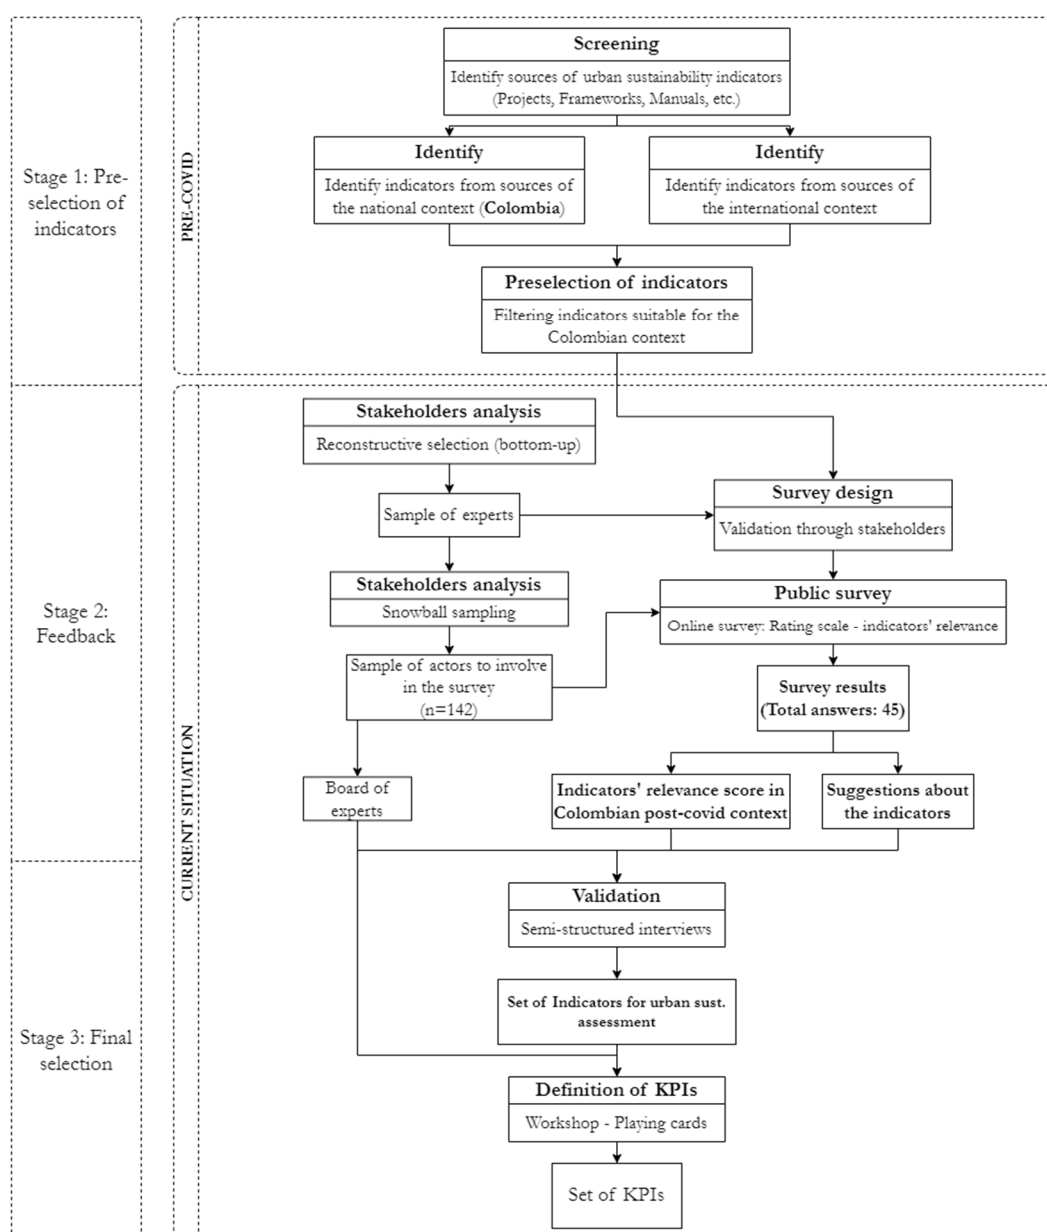 Stage 1: Pre-
selection of
indicators
PRE-COVID
Screening
Identify sources of urban sustainability indicators
(Projects, Frameworks, Manuals, etc.)
Identify
Identify indicators from sources of
the national context (Colombia)
Identify
Identify indicators from sources of
the international context
Preselection of indicators
Filtering indicators suitable for the
Colombian context
Stage 2:
Feedback
CURRENT SITUATION
Stakeholders analysis
Reconstructive selection (bottom-up)
Sample of experts
Survey design
Validation through stakeholders
Stakeholders analysis
Snowball sampling
Public survey
Online survey: Rating scale - indicators' relevance
Sample of actors to involve
in the survey
(n=142)
Survey results
(Total answers: 45)
Board of
experts
Indicators' relevance score in
Colombian post-covid context
Suggestions about
the indicators
Stage 3: Final
selection
Validation
Semi-structured interviews
Set of Indicators for urban sust.
assessment
Definition of KPIs
Workshop - Playing cards
Set of KPIs